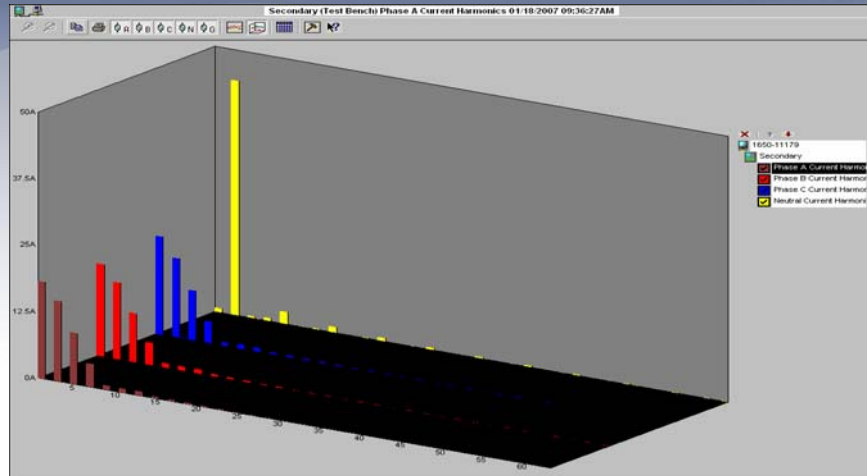 Secondary (Test Bench) Phase A Current Harmonics 01/18/2007 09:36:27AM
A B C N G
50A
37.5A
25A
12.5A
0A
5 10 15 20 25 30 35 40 45 50 55 60
1650-11179
Secondary
Phase A Current Harmon
Phase B Current Harmoni
Phase C Current Harmoni
Neutral Current Harmoni